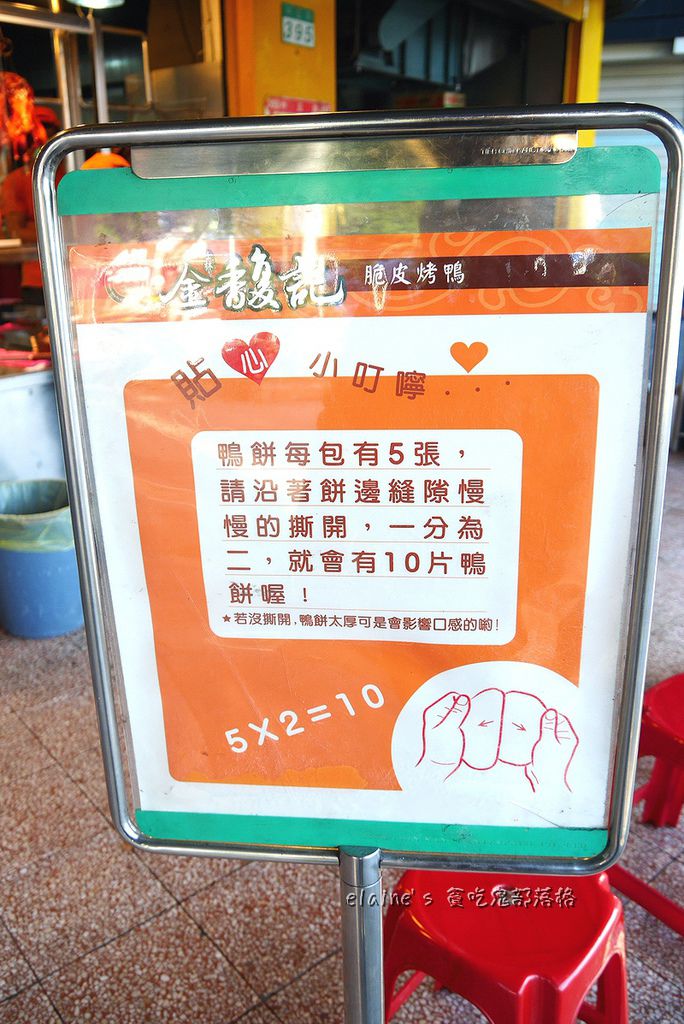 395
金馥記 脆皮烤鴨
貼心小叮嚀...
鴨餅每包有5張，
請沿著餅邊縫隙慢
慢的撕開，一分為
二，就會有10片鴨
餅喔！
★若沒撕開,鴨餅太厚可是會影響口感的喲!
5×2=10
elaine's 貪吃鬼部落格